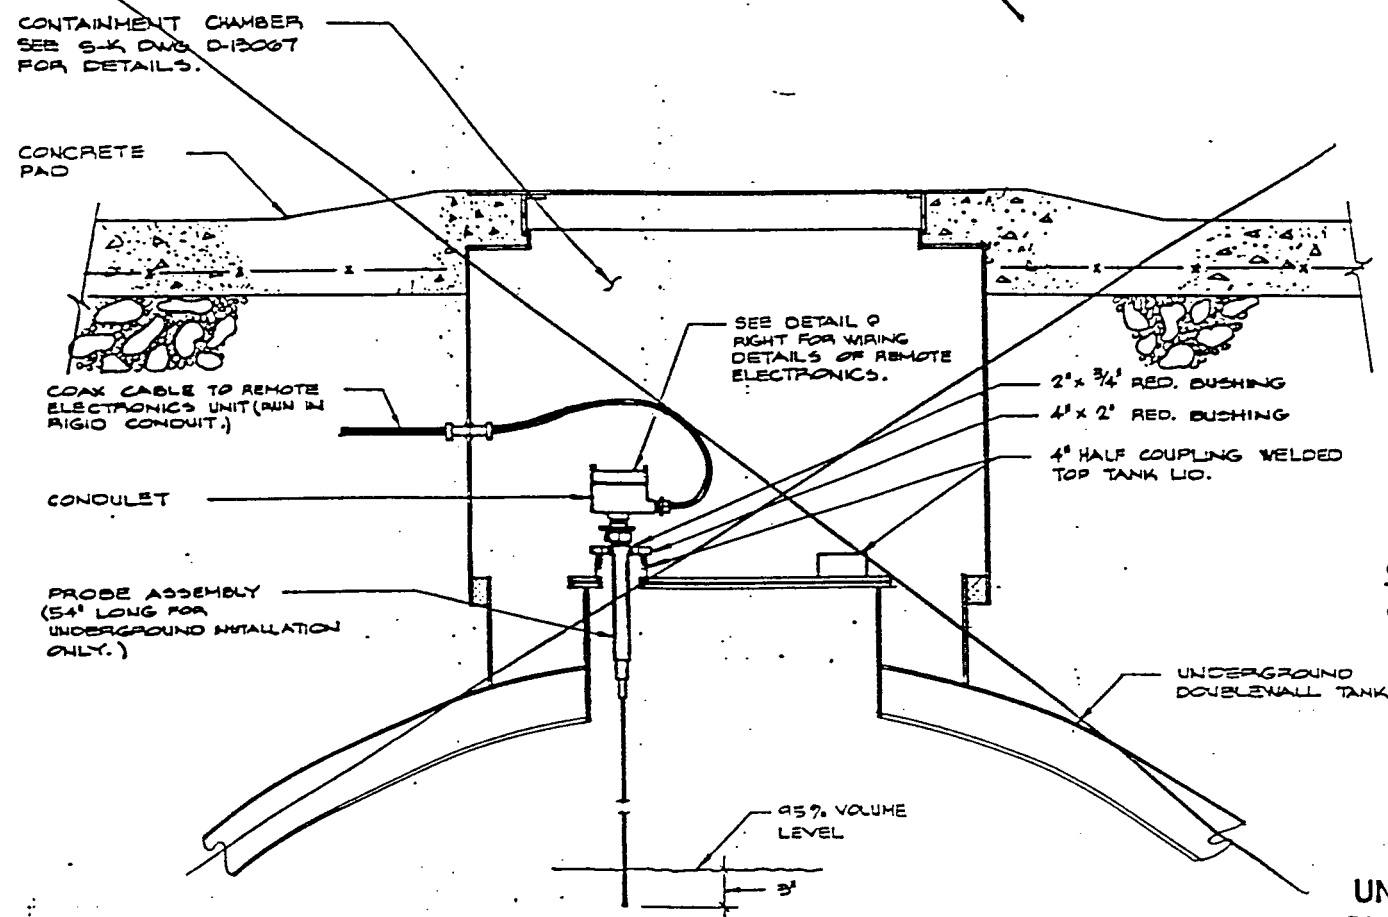 CONTAINMENT CHAMBER
SEE S-K DWG D-13067
FOR DETAILS.
CONCRETE
PAD
SEE DETAIL @
RIGHT FOR WIRING
DETAILS OF REMOTE
ELECTRONICS.
COAX CABLE TO REMOTE
ELECTRONICS UNIT (RUN IN
RIGID CONDUIT.)
2" x 3/4" RED. BUSHING
4" x 2" RED. BUSHING
4" HALF COUPLING WELDED
TOP TANK LID.
CONDULET
PROBE ASSEMBLY
(54" LONG FOR
UNDERGROUND INSTALLATION
ONLY.)
UNDERGROUND
DOUBLEWALL TANK
95% VOLUME
LEVEL
3"
UN